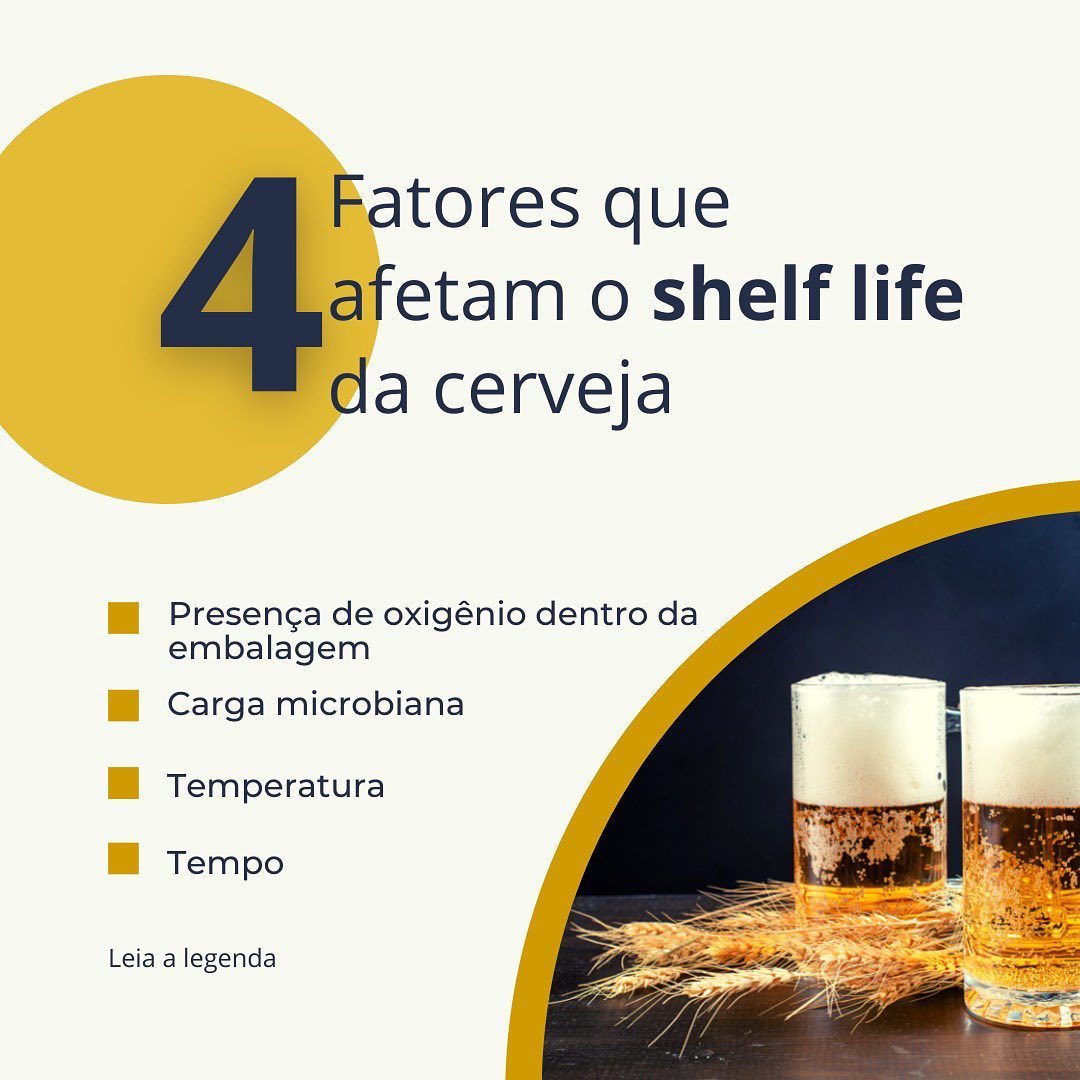 4
Fatores que
afetam o shelf life
da cerveja
Presença de oxigênio dentro da
embalagem
Carga microbiana
Temperatura
Tempo
Leia a legenda